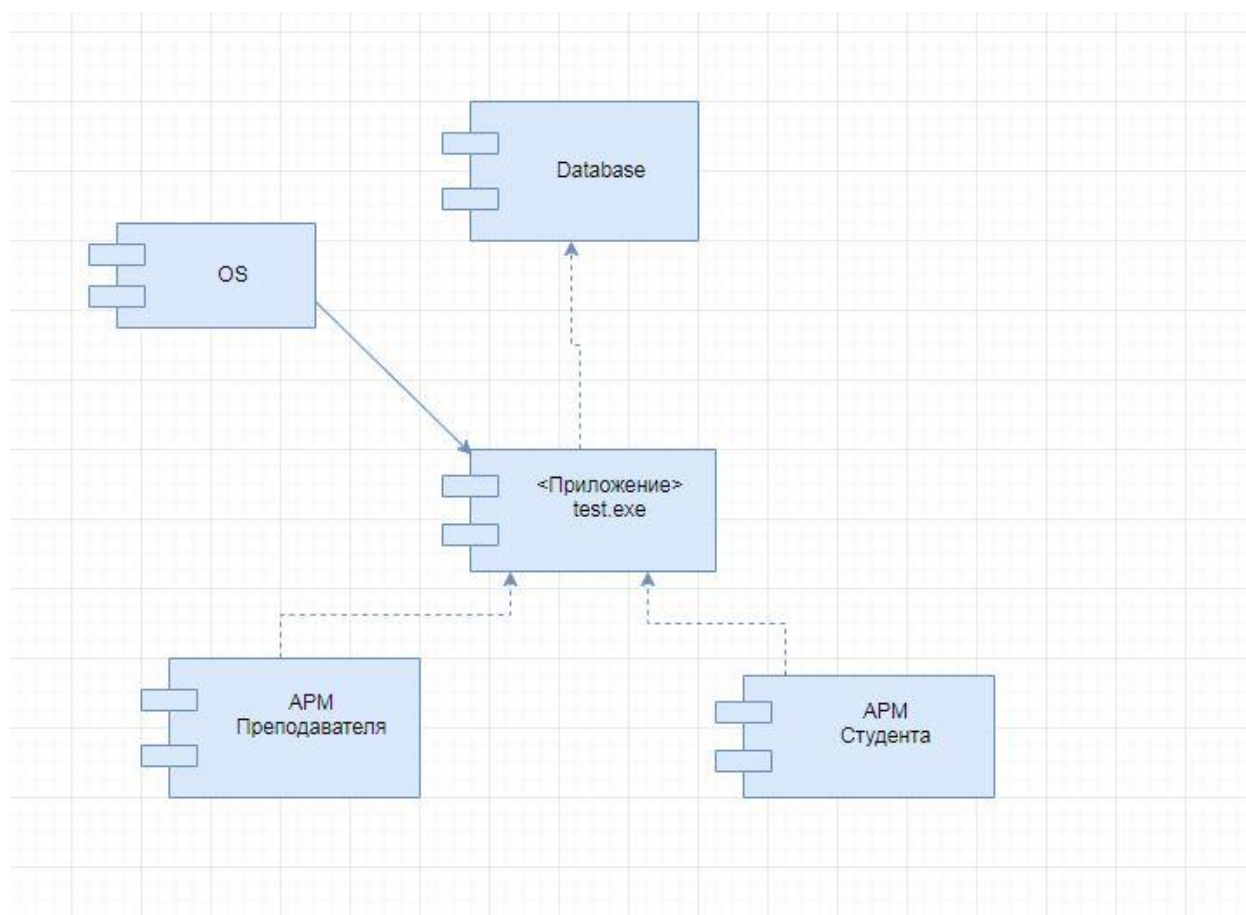 Database
OS
<Приложение>
test.exe
АРМ
Преподавателя
АРМ
Студента